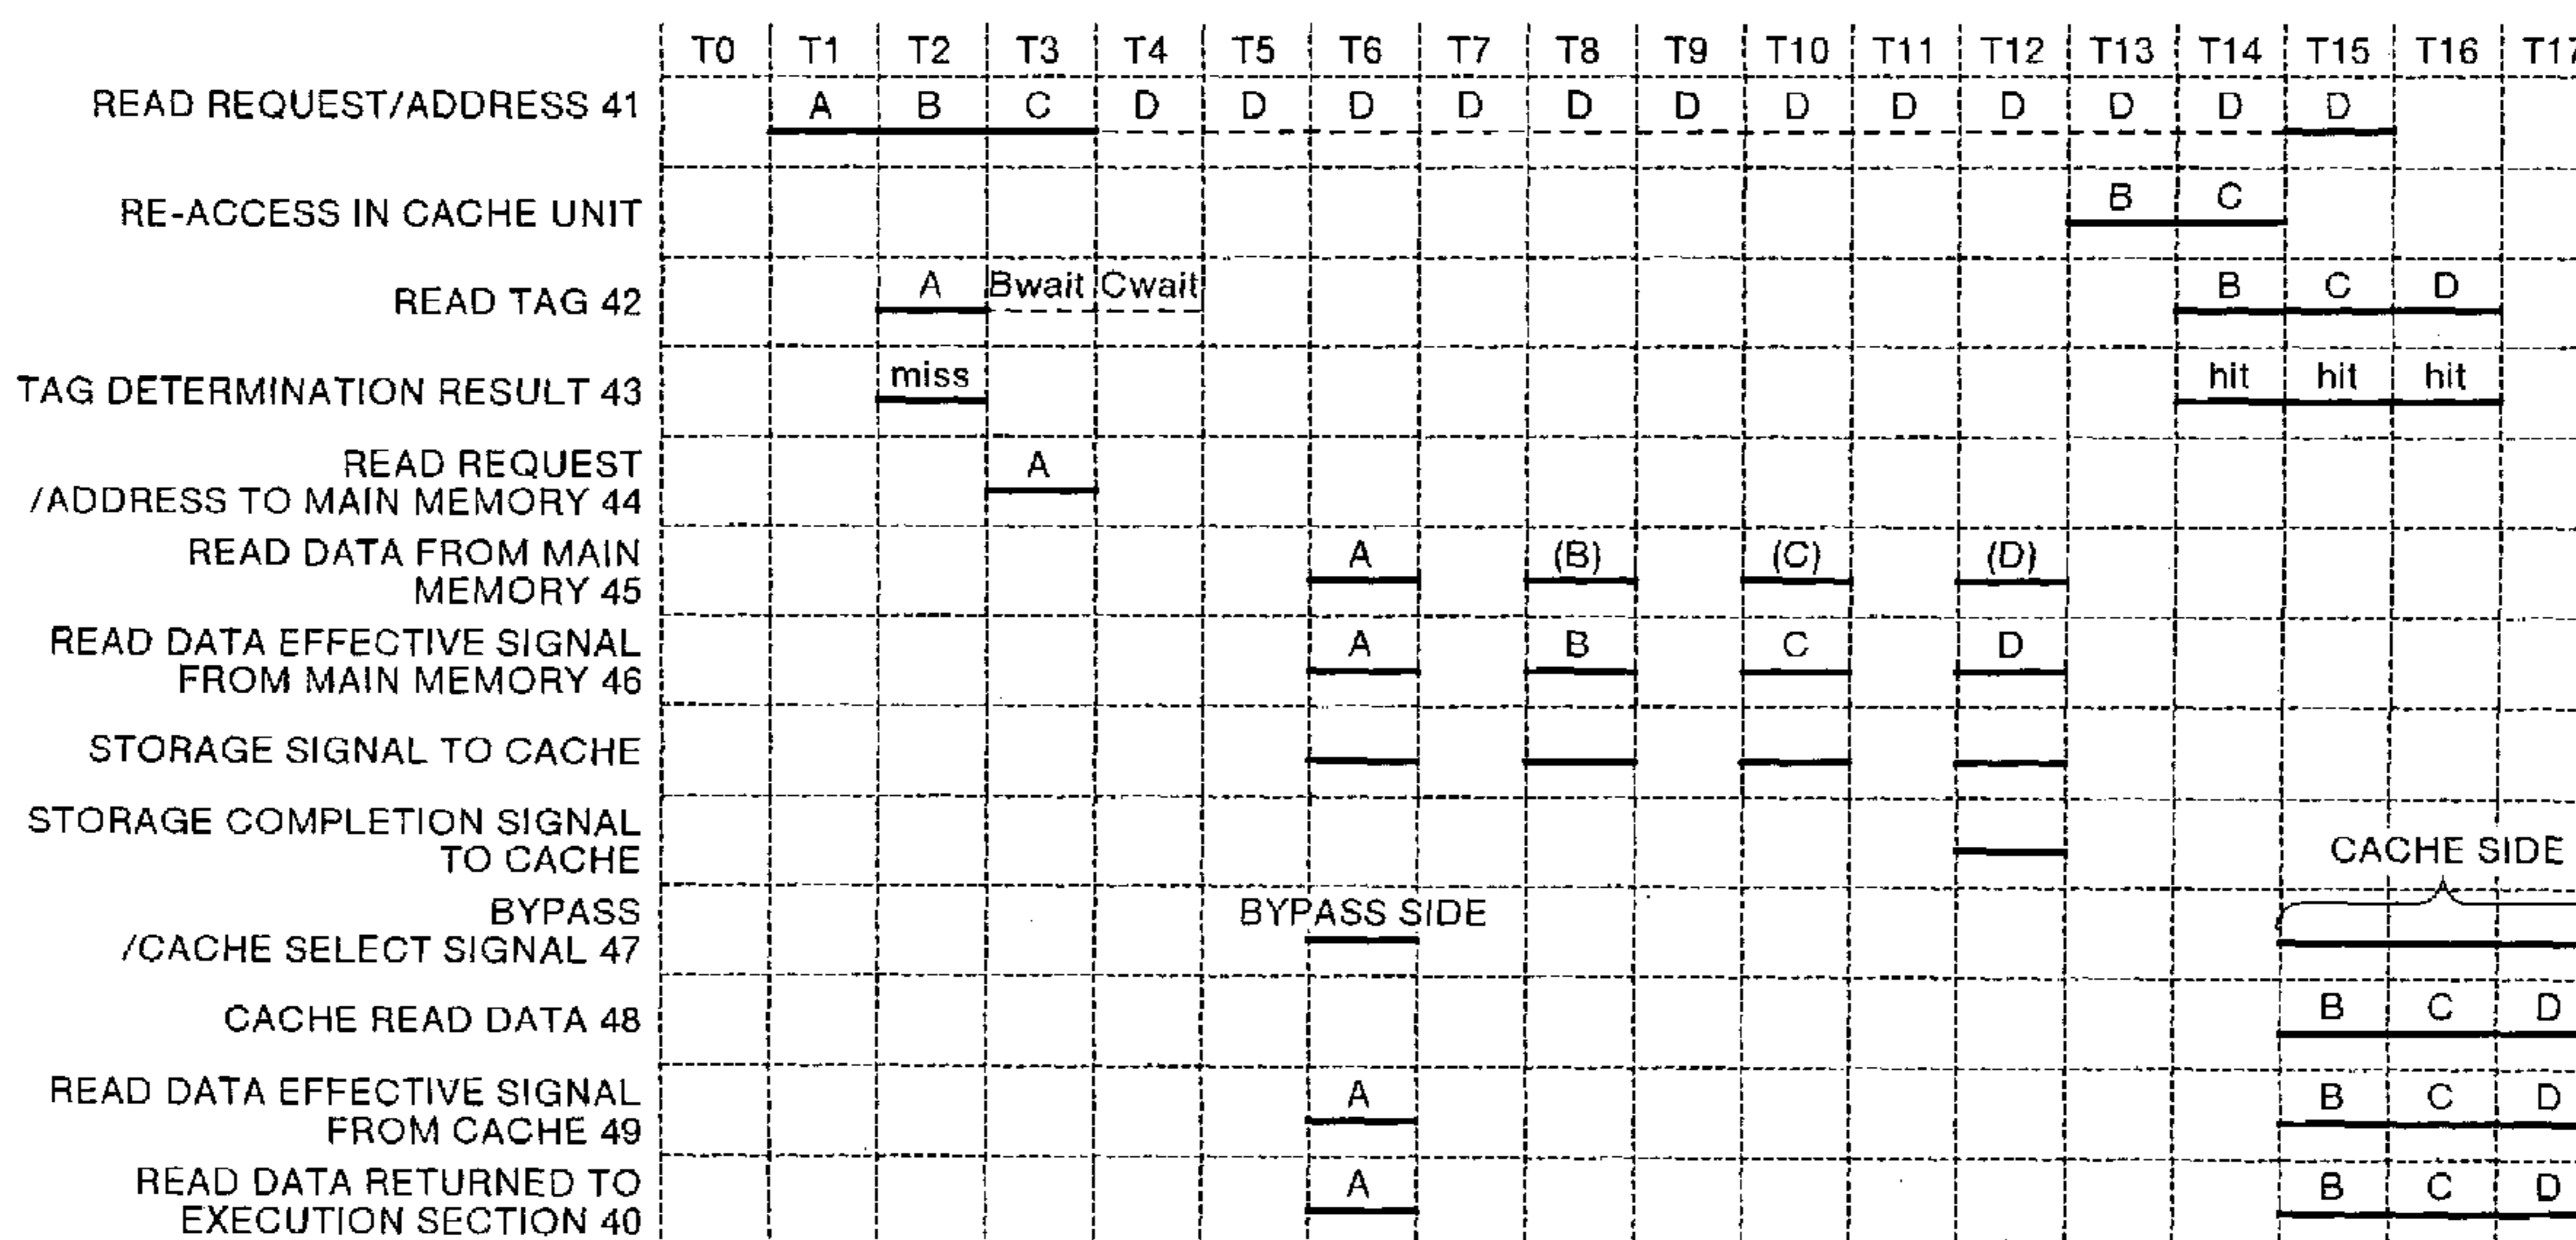 T0 T1 T2 T3 T4 T5 T6 T7 T8 T9 T10 T11 T12 T13 T14 T15 T16 T17
READ REQUEST/ADDRESS 41 A B C D D D D D D D D D D D D
RE-ACCESS IN CACHE UNIT B C
READ TAG 42 A Bwait Cwait B C D
TAG DETERMINATION RESULT 43 miss hit hit hit
READ REQUEST
/ADDRESS TO MAIN MEMORY 44 A
READ DATA FROM MAIN
MEMORY 45 A (B) (C) (D)
READ DATA EFFECTIVE SIGNAL
FROM MAIN MEMORY 46 A B C D
STORAGE SIGNAL TO CACHE
STORAGE COMPLETION SIGNAL
TO CACHE CACHE SIDE
BYPASS BYPASS SIDE
/CACHE SELECT SIGNAL 47
CACHE READ DATA 48 B C D
READ DATA EFFECTIVE SIGNAL
FROM CACHE 49 A B C D
READ DATA RETURNED TO
EXECUTION SECTION 40 A B C D